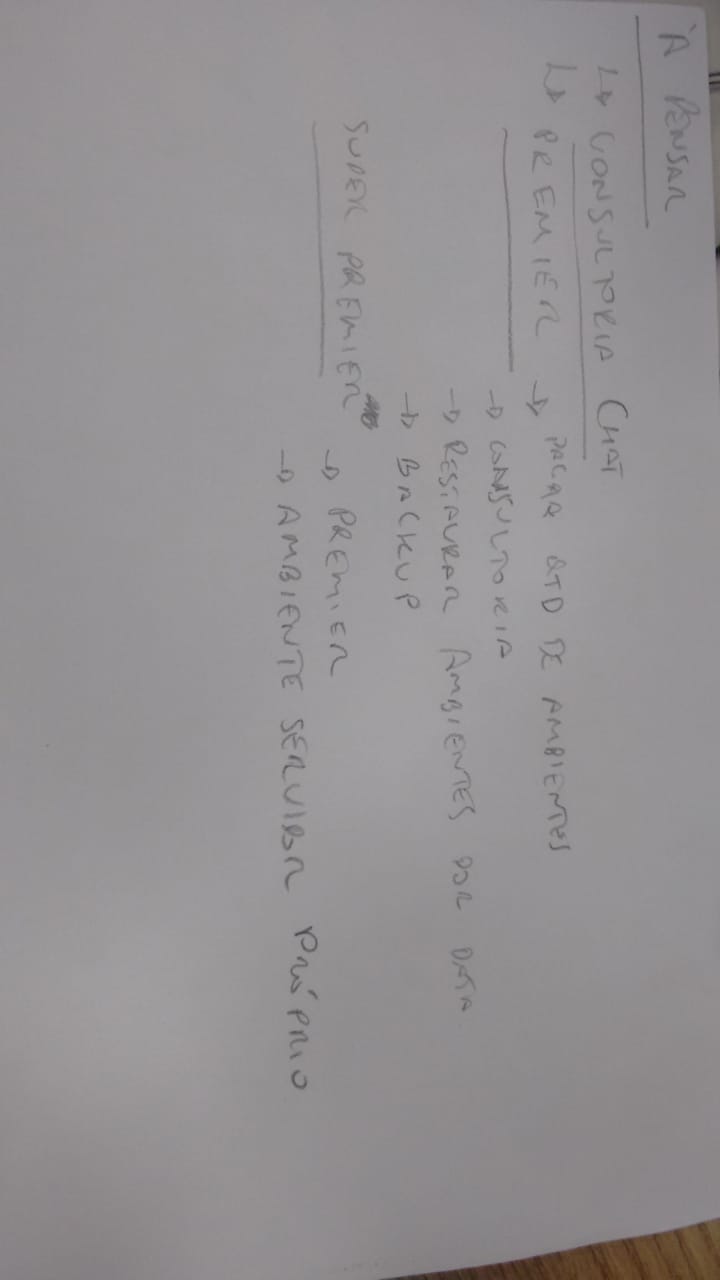 À PENSAR
↳ CONSULTORIA CHAT
↳ PREMIER → PAGAR QTD DE AMBIENTES
→ CONSULTORIA
→ RESTAURAR AMBIENTES POR DATA
→ BACKUP
SUPER PREMIER
→ PREMIER
→ AMBIENTE SERVIDOR PRÓPRIO